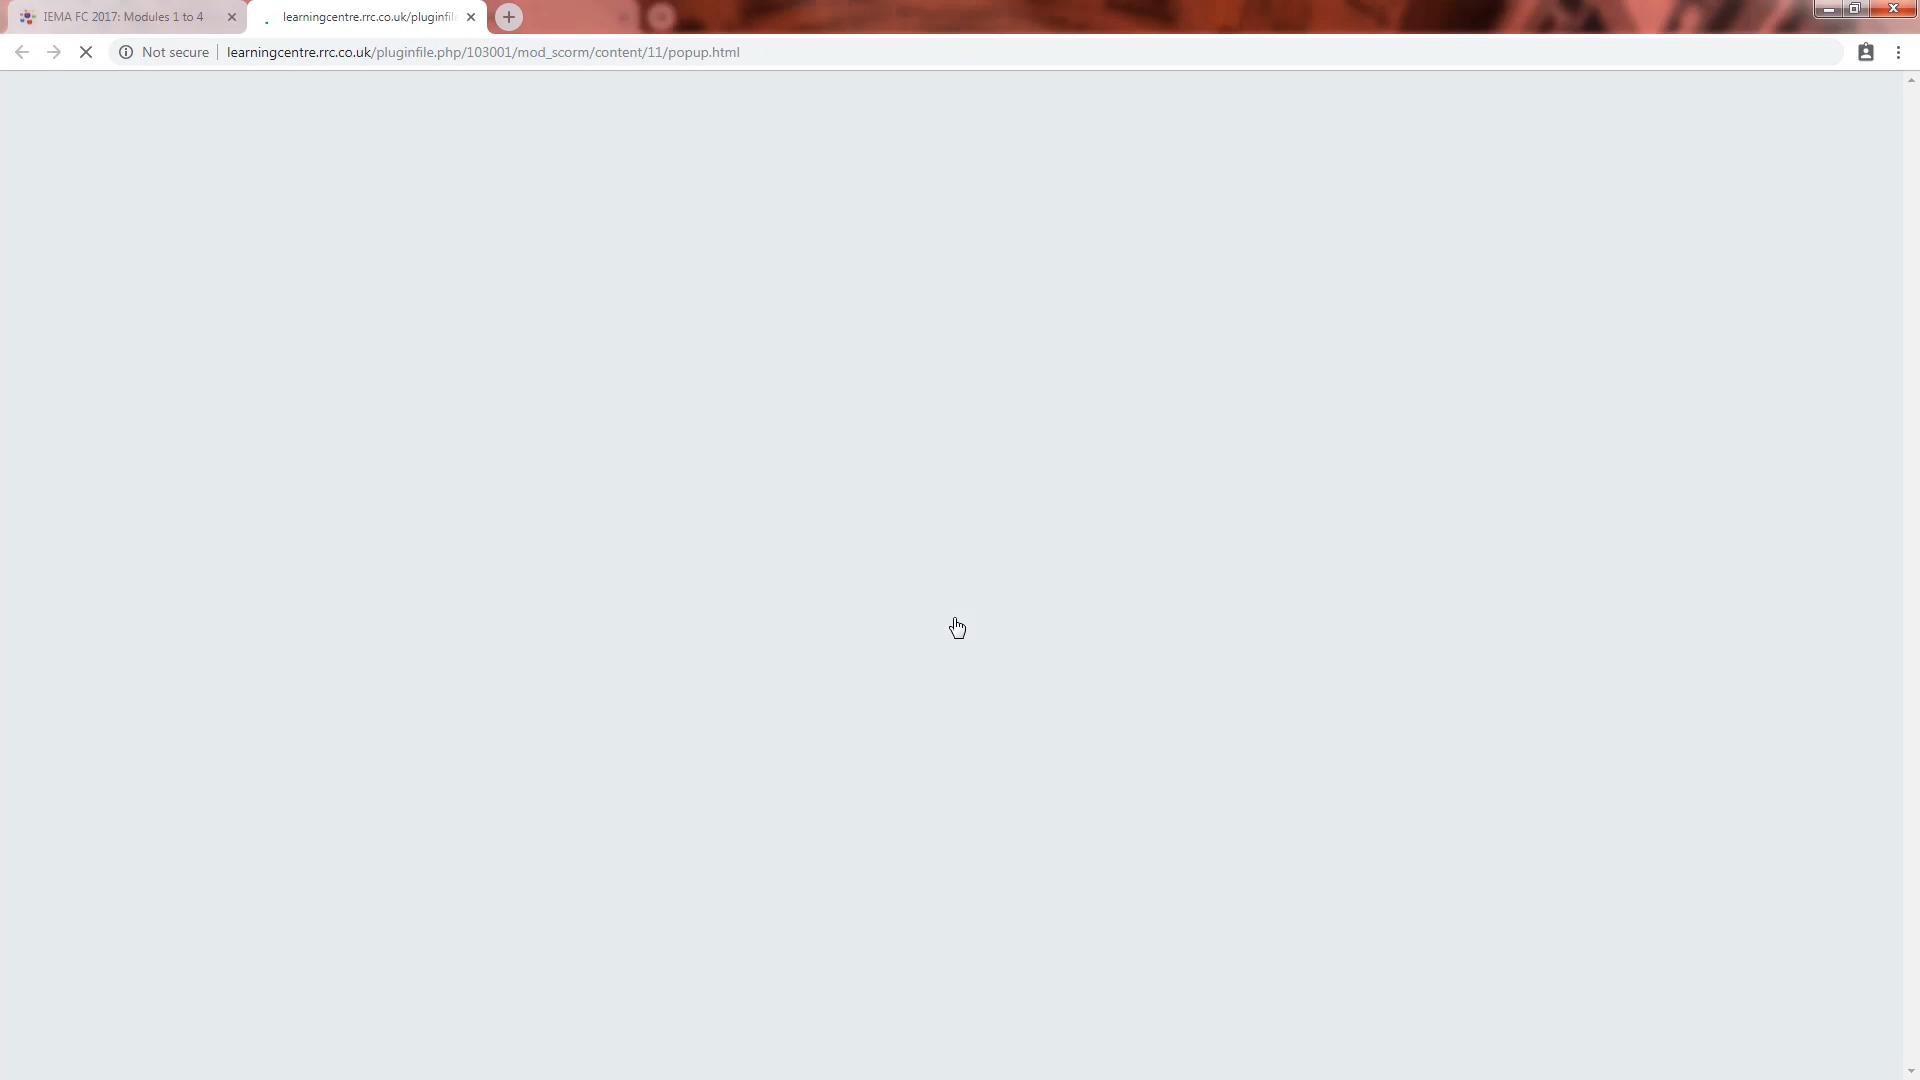 IEMA FC 2017: Modules 1 to 4
learningcentre.rrc.co.uk/pluginfile
Not secure
learningcentre.rrc.co.uk/pluginfile.php/103001/mod_scorm/content/11/popup.html